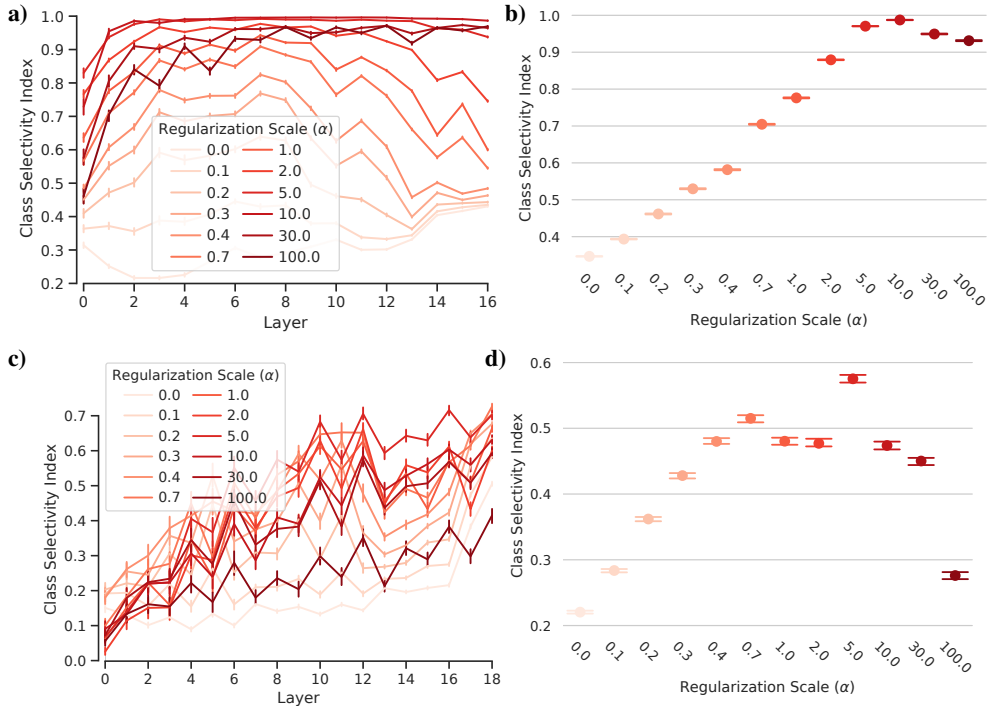 a)
Class Selectivity Index
1.0
0.9
0.8
0.7
0.6
0.5
0.4
0.3
0.2
Regularization Scale (α)
0.0 1.0
0.1 2.0
0.2 5.0
0.3 10.0
0.4 30.0
0.7 100.0
0 2 4 6 8 10 12 14 16
Layer
b)
Class Selectivity Index
1.0
0.9
0.8
0.7
0.6
0.5
0.4
0.0 0.1 0.2 0.3 0.4 0.7 1.0 2.0 5.0 10.0 30.0 100.0
Regularization Scale (α)
c)
Regularization Scale (α)
0.0 1.0
0.1 2.0
0.2 5.0
0.3 10.0
0.4 30.0
0.7 100.0
Class Selectivity Index
0.7
0.6
0.5
0.4
0.3
0.2
0.1
0.0
0 2 4 6 8 10 12 14 16 18
Layer
d)
Class Selectivity Index
0.6
0.5
0.4
0.3
0.2
0.0 0.1 0.2 0.3 0.4 0.7 1.0 2.0 5.0 10.0 30.0 100.0
Regularization Scale (α)